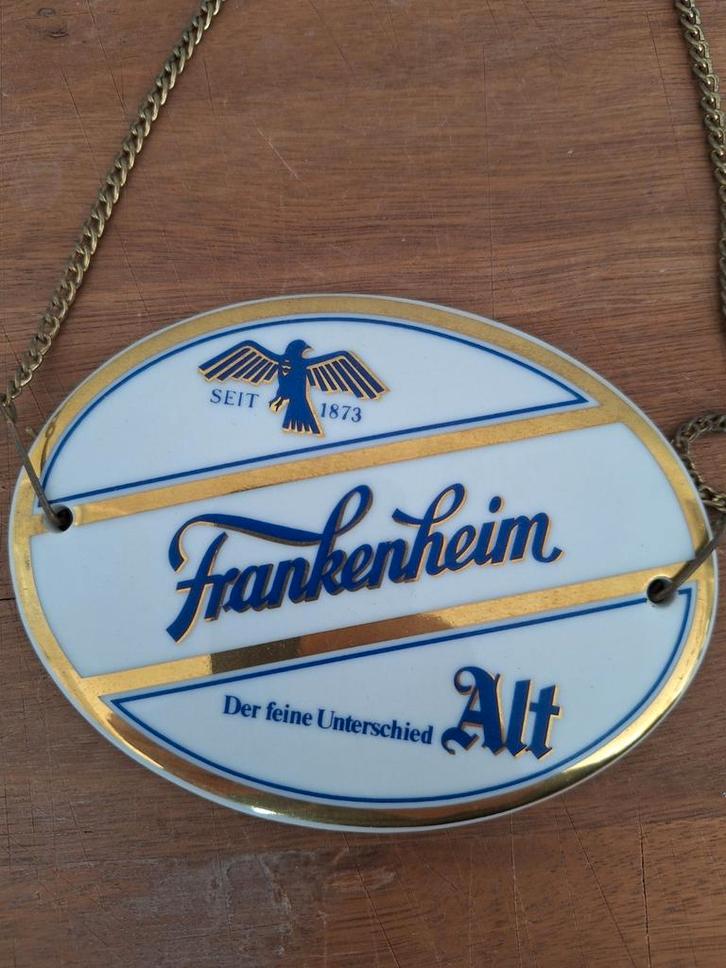 SEIT 1873
Frankenheim
Der feine Unterschied Alt